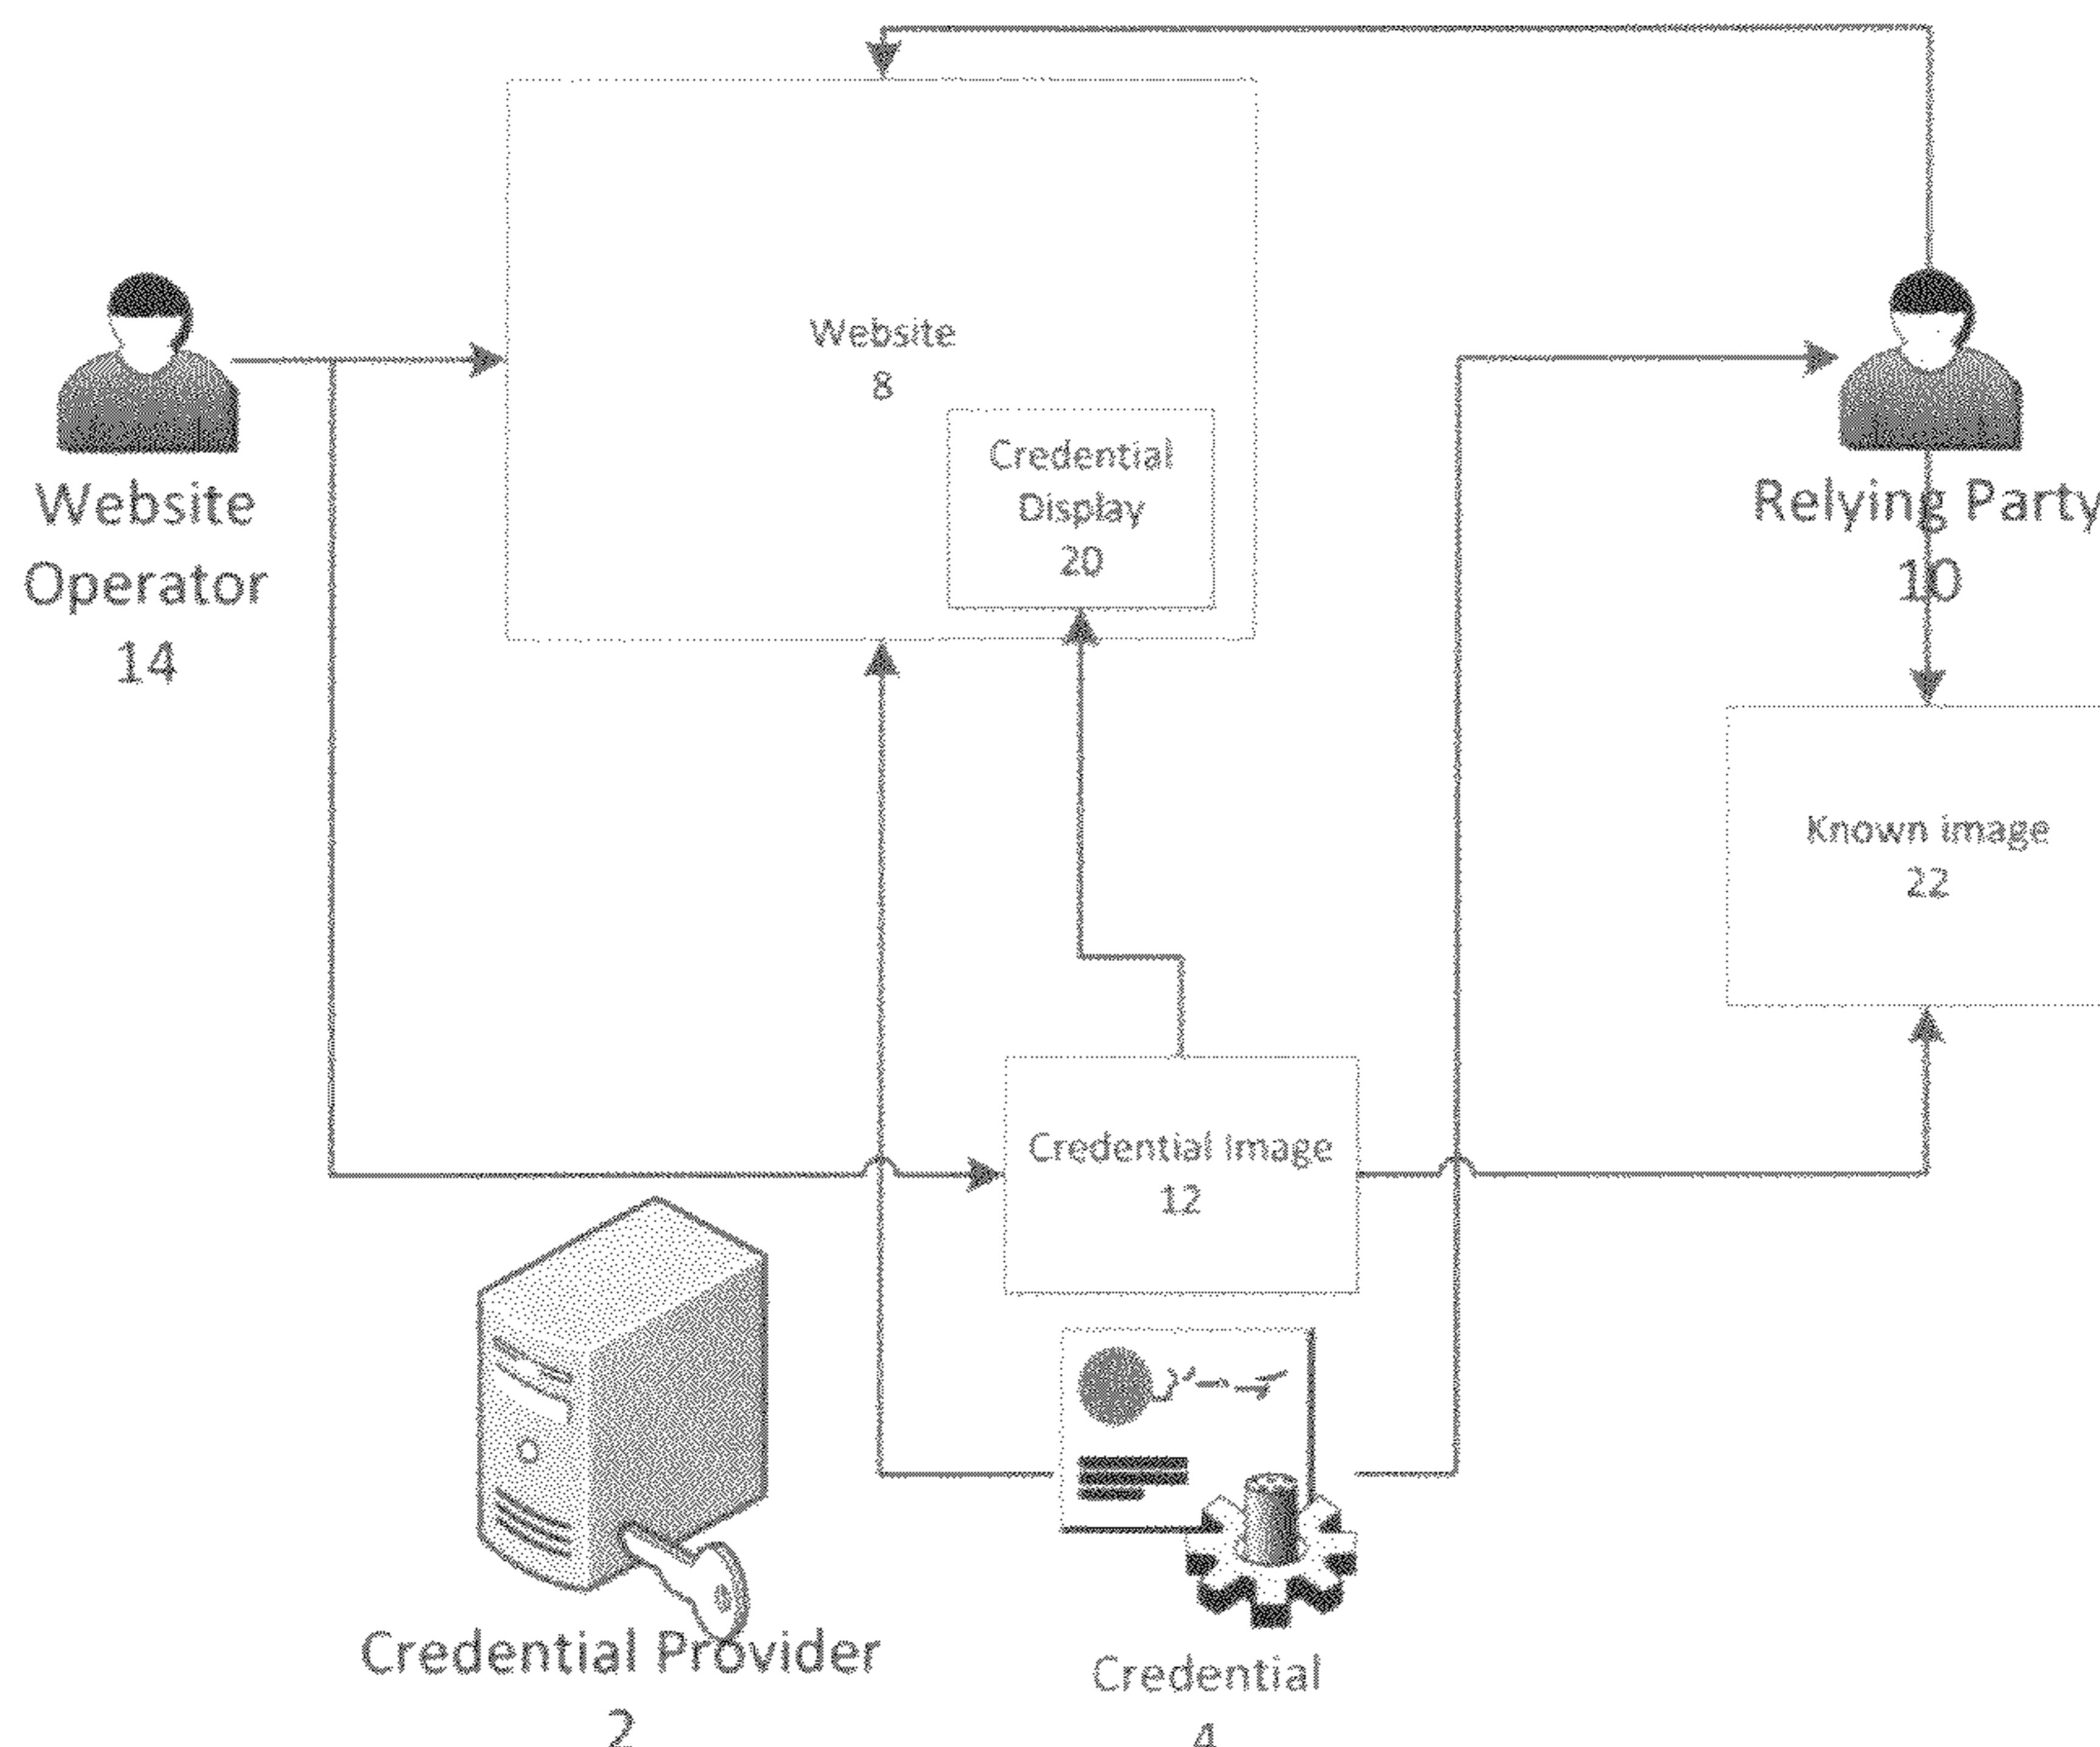 Website
8
Credential
Display
20
Website
Operator
14
Relying Party
10
Known image
22
Credential Image
12
Credential Provider
2
Credential
4